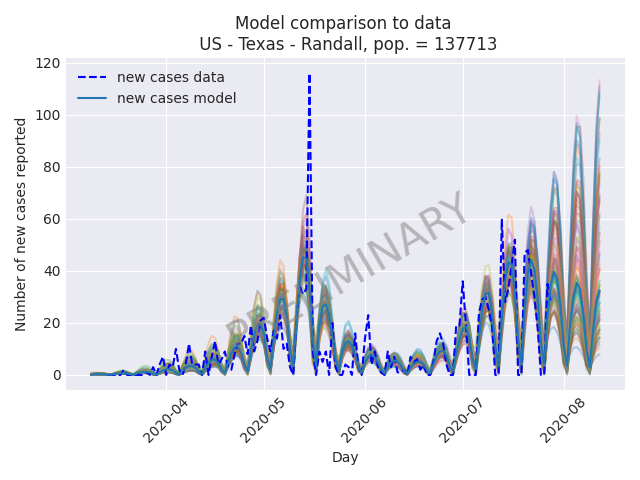 Model comparison to data
US - Texas - Randall, pop. = 137713
120
100
80
60
40
20
0
Number of new cases reported
new cases data
new cases model
PRELIMINARY
2020-04
2020-05
2020-06
2020-07
2020-08
Day